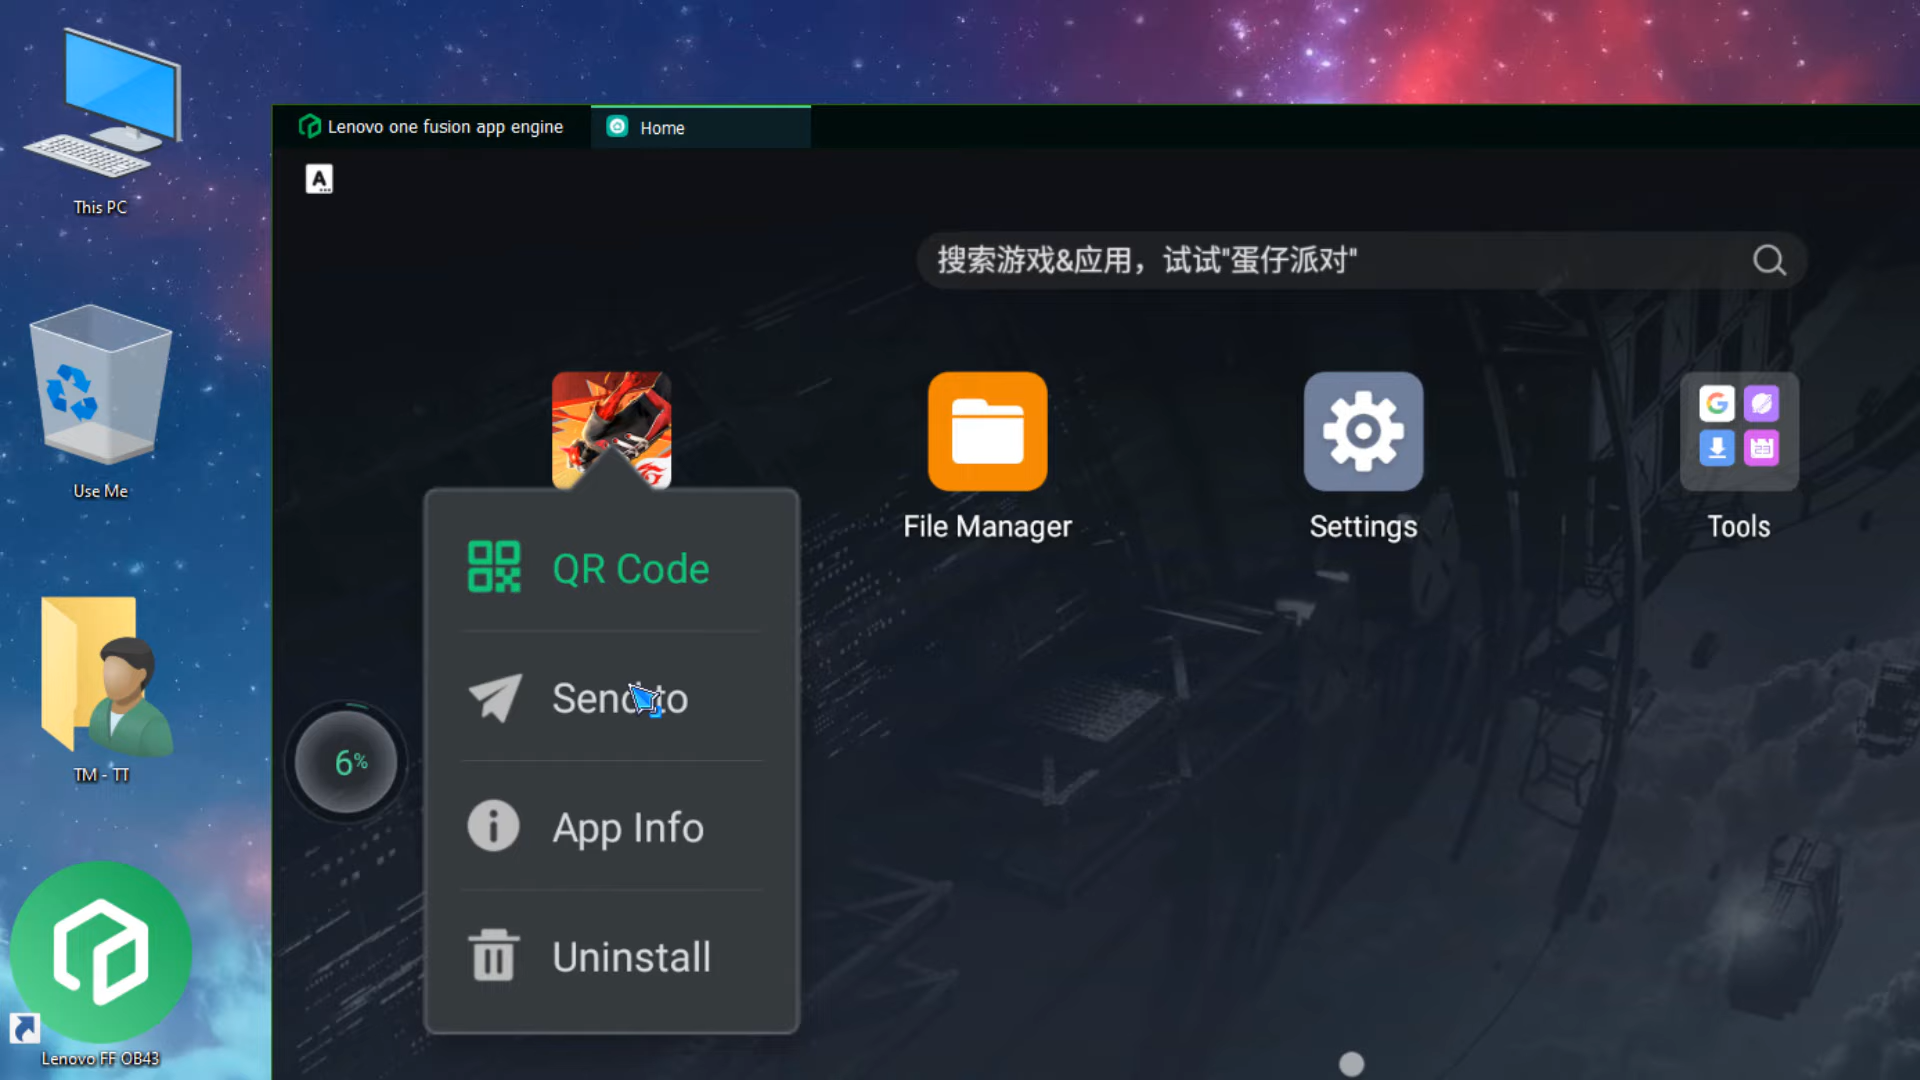 This PC
Use Me
TM - TT
Lenovo FF OB43
Lenovo one fusion app engine
Home
A
搜索游戏&应用，试试"蛋仔派对"
File Manager
Settings
Tools
QR Code
Send to
App Info
Uninstall
6%